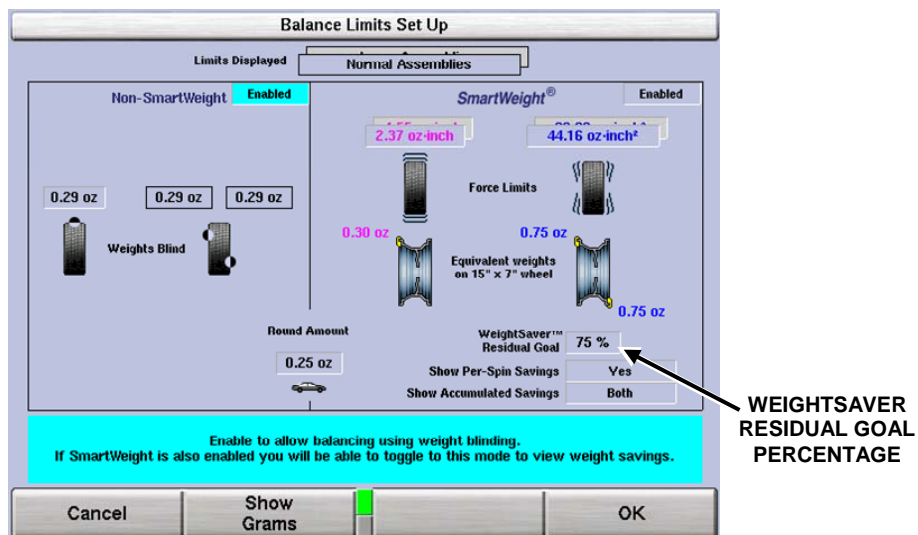 Balance Limits Set Up
Limits Displayed
Normal Assemblies
Non-SmartWeight Enabled
SmartWeight® Enabled
2.37 oz-inch 44.16 oz-inch²
Force Limits
0.29 oz 0.29 oz 0.29 oz
0.30 oz 0.75 oz
Weights Blind
Equivalent weights
on 15" x 7" wheel
0.75 oz
Round Amount
0.25 oz
WeightSaver™
Residual Goal 75 %
Show Per-Spin Savings Yes
Show Accumulated Savings Both
WEIGHTSAVER
RESIDUAL GOAL
PERCENTAGE
Enable to allow balancing using weight blinding.
If SmartWeight is also enabled you will be able to toggle to this mode to view weight savings.
Cancel
Show
Grams
OK